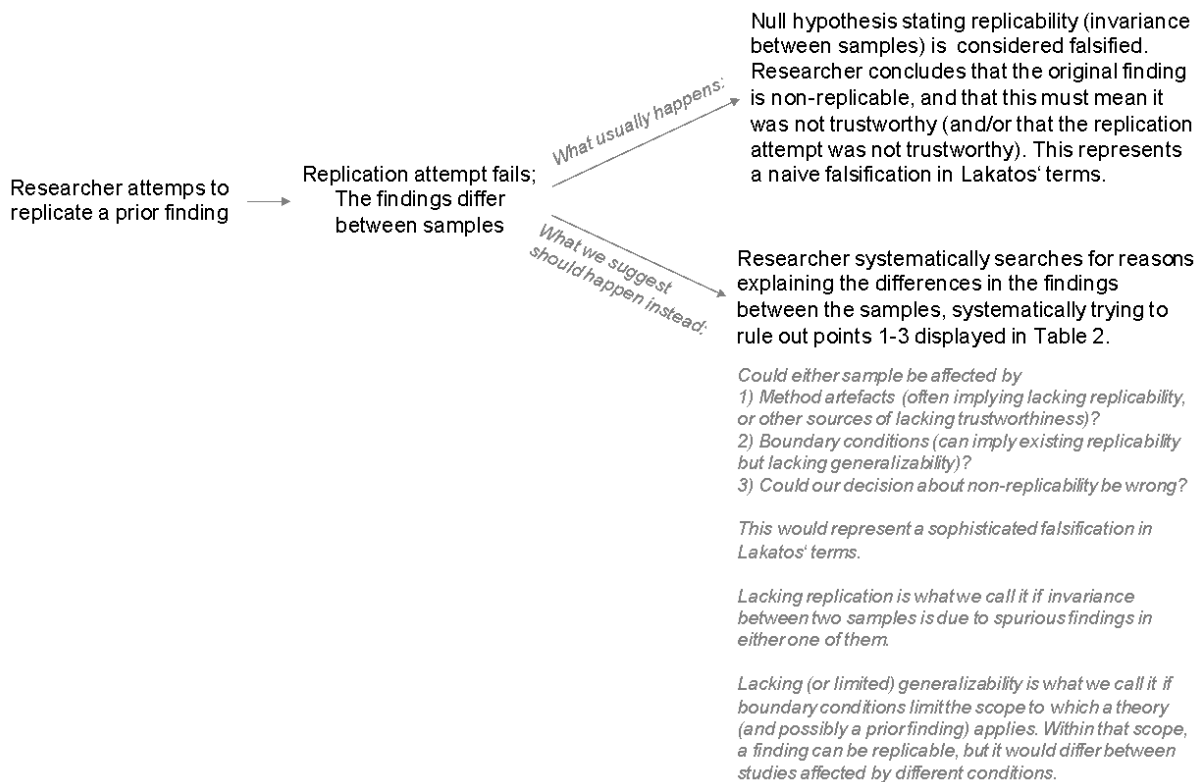 Researcher attemps to
replicate a prior finding
Replication attempt fails;
The findings differ
between samples
What usually happens:
Null hypothesis stating replicability (invariance
between samples) is considered falsified.
Researcher concludes that the original finding
is non-replicable, and that this must mean it
was not trustworthy (and/or that the replication
attempt was not trustworthy). This represents
a naive falsification in Lakatos‘ terms.
What we suggest
should happen instead:
Researcher systematically searches for reasons
explaining the differences in the findings
between the samples, systematically trying to
rule out points 1-3 displayed in Table 2.
Could either sample be affected by
1) Method artefacts (often implying lacking replicability,
or other sources of lacking trustworthiness)?
2) Boundary conditions (can imply existing replicability
but lacking generalizability)?
3) Could our decision about non-replicability be wrong?
This would represent a sophisticated falsification in
Lakatos‘ terms.
Lacking replication is what we call it if invariance
between two samples is due to spurious findings in
either one of them.
Lacking (or limited) generalizability is what we call it if
boundary conditions limit the scope to which a theory
(and possibly a prior finding) applies. Within that scope,
a finding can be replicable, but it would differ between
studies affected by different conditions.